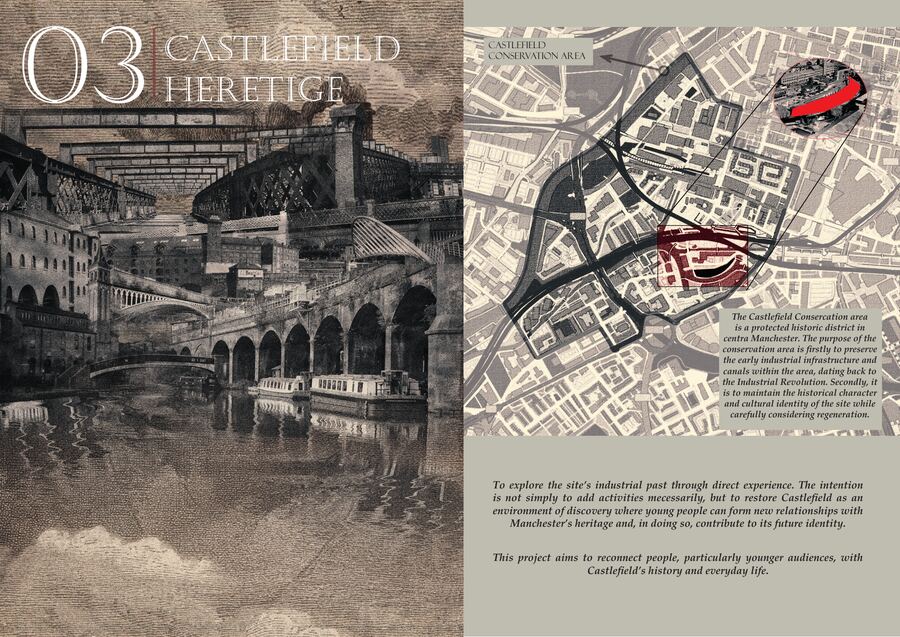 03
CASTLEFIELD
HERETIGE
CASTLEFIELD
CONSERVATION AREA
The Castlefield Consercation area
is a protected historic district in
centra Manchester. The purpose of the
conservation area is firstly to preserve
the early industrial infrastructure and
canals within the area, dating back to
the Industrial Revolution. Secondly, it
is to maintain the historical character
and cultural identity of the site while
carefully considering regeneration.
To explore the site's industrial past through direct experience. The intention
is not simply to add activities necessarily, but to restore Castlefield as an
environment of discovery where young people can form new relationships with
Manchester's heritage and, in doing so, contribute to its future identity.
This project aims to reconnect people, particularly younger audiences, with
Castlefield's history and everyday life.